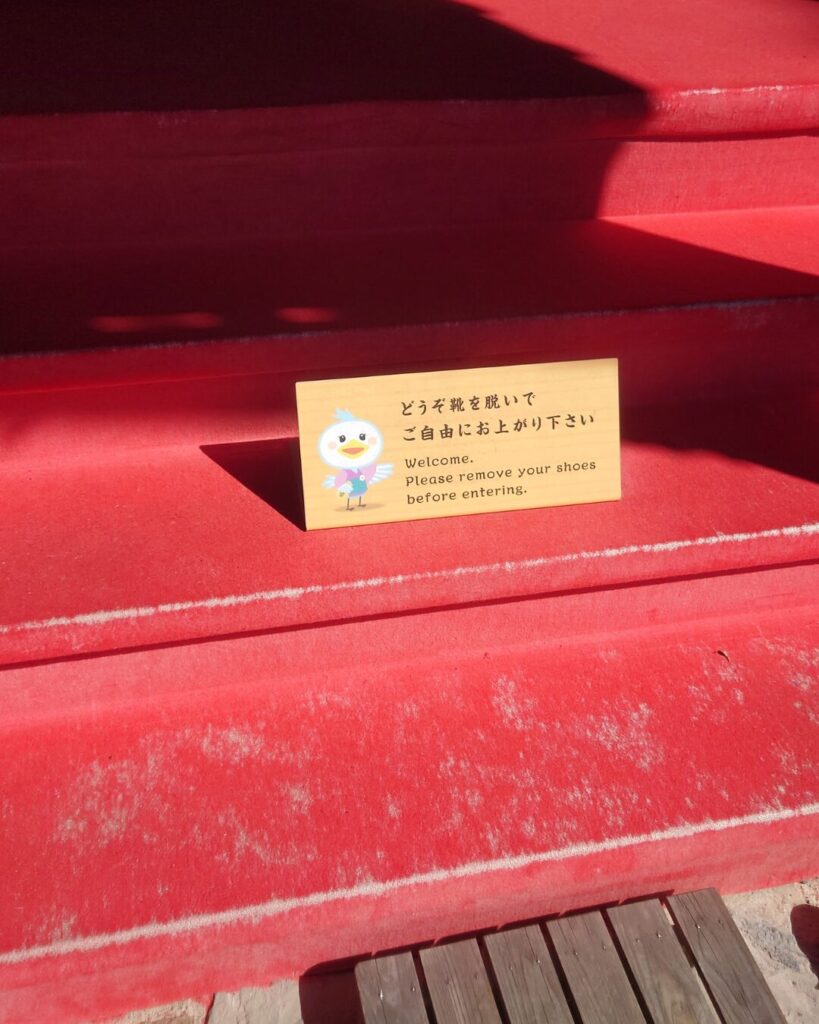 どうぞ靴を脱いで
ご自由にお上がり下さい
Welcome.
Please remove your shoes
before entering.